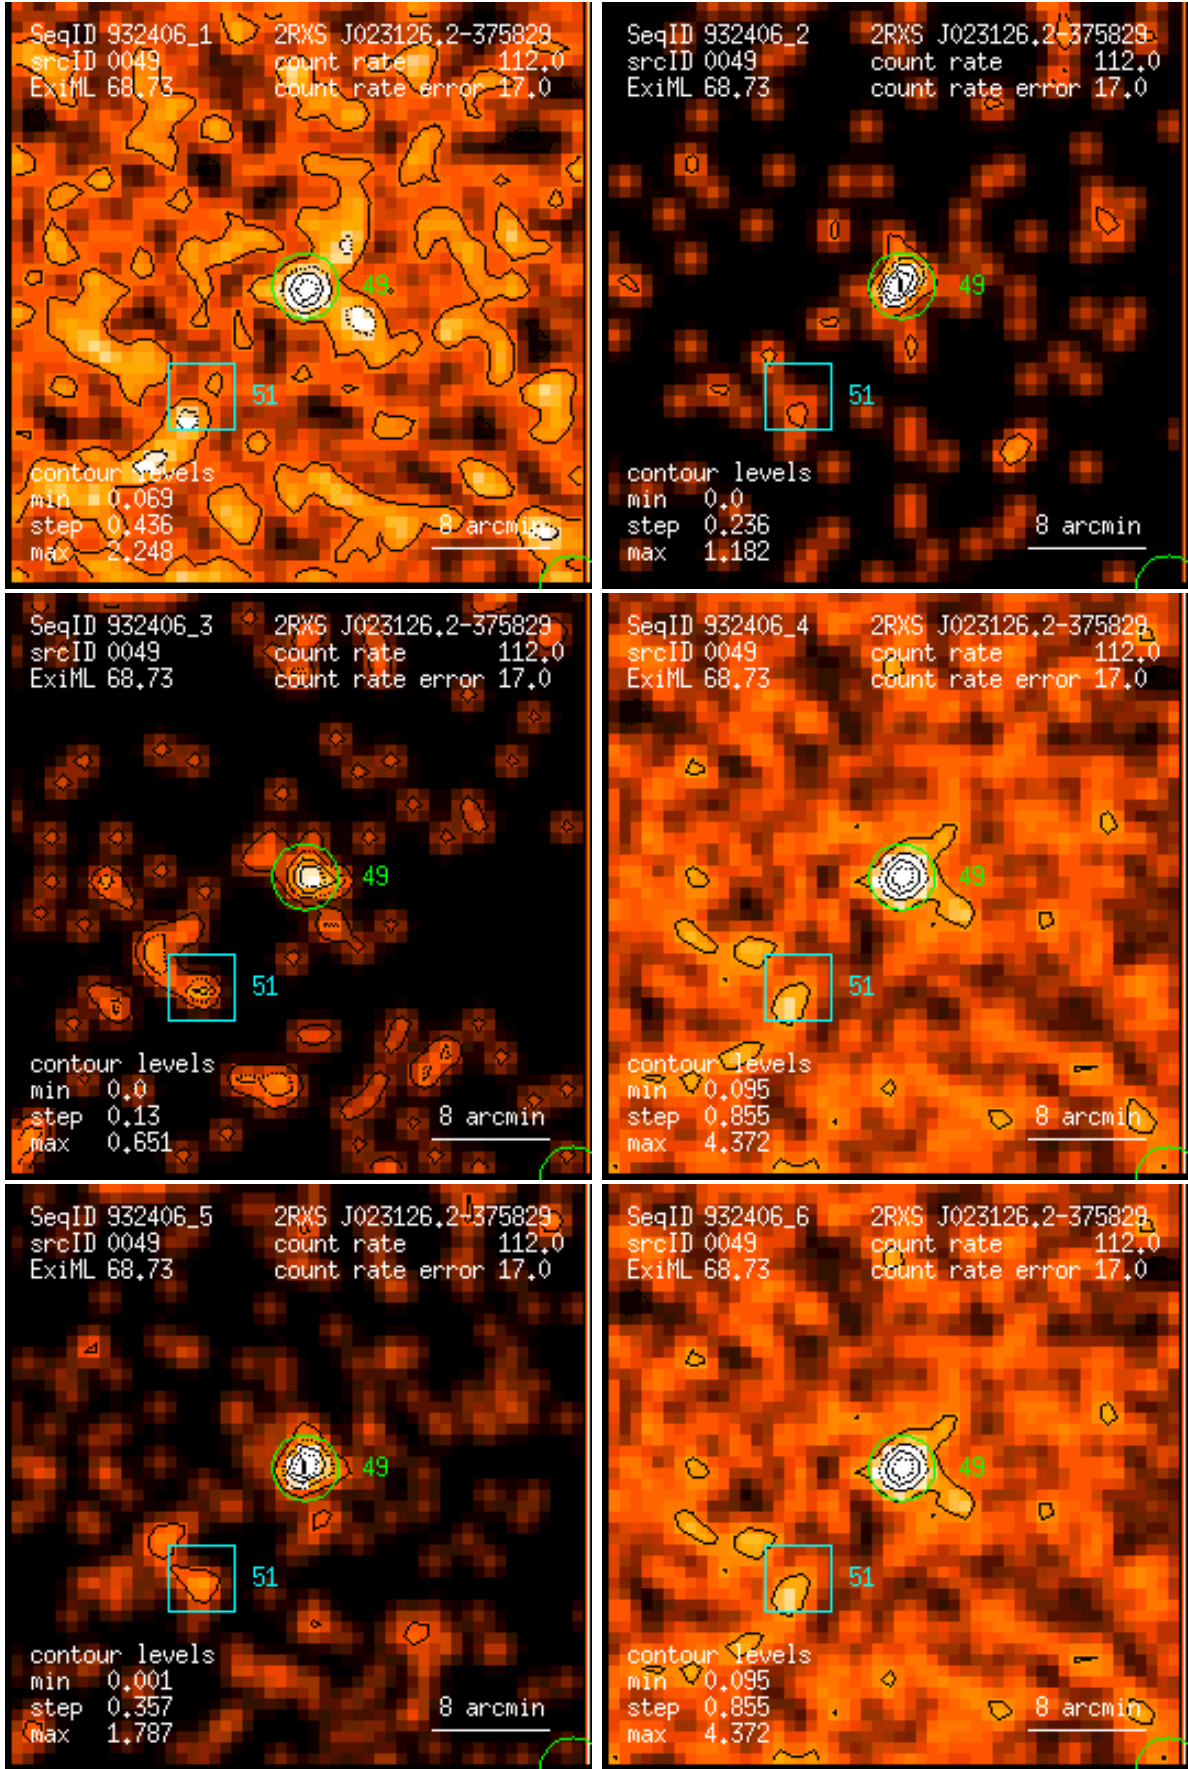 SeqID 932406_1 2RXS J023126.2-375829
srcID 0049 count rate 112.0
ExiML 68.73 count rate error 17.0
49
51
contour levels
min 0.069
step 0.436
max 2.248
8 arcmin
SeqID 932406_2 2RXS J023126.2-375829
srcID 0049 count rate 112.0
ExiML 68.73 count rate error 17.0
49
51
contour levels
min 0.0
step 0.236
max 1.182
8 arcmin
SeqID 932406_3 2RXS J023126.2-375829
srcID 0049 count rate 112.0
ExiML 68.73 count rate error 17.0
49
51
contour levels
min 0.0
step 0.13
max 0.651
8 arcmin
SeqID 932406_4 2RXS J023126.2-375829
srcID 0049 count rate 112.0
ExiML 68.73 count rate error 17.0
49
51
contour levels
min 0.095
step 0.855
max 4.372
8 arcmin
SeqID 932406_5 2RXS J023126.2-375829
srcID 0049 count rate 112.0
ExiML 68.73 count rate error 17.0
49
51
contour levels
min 0.001
step 0.357
max 1.787
8 arcmin
SeqID 932406_6 2RXS J023126.2-375829
srcID 0049 count rate 112.0
ExiML 68.73 count rate error 17.0
49
51
contour levels
min 0.095
step 0.855
max 4.372
8 arcmin